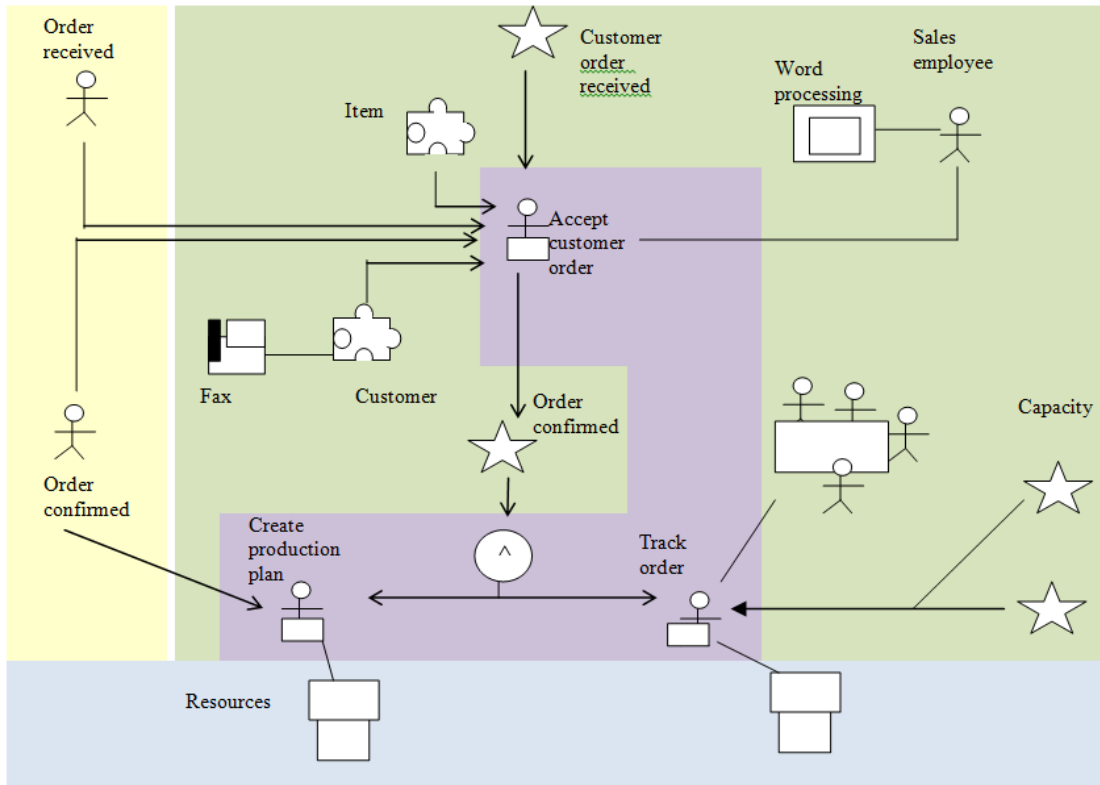 Order
received
Customer
order
received
Sales
employee
Word
processing
Item
Accept
customer
order
Fax
Customer
Order
confirmed
Capacity
Order
confirmed
Create
production
plan
^
Track
order
Resources